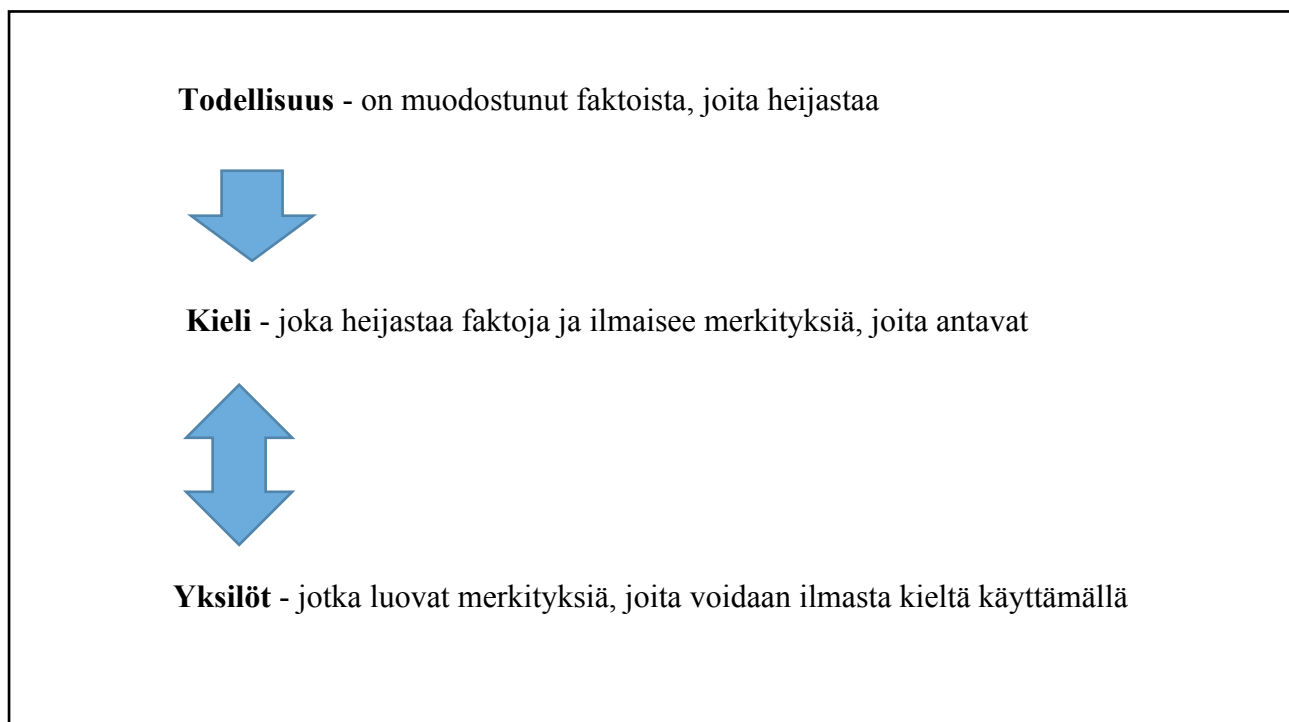 Todellisuus - on muodostunut faktoista, joita heijastaa
Kieli - joka heijastaa faktoja ja ilmaisee merkityksiä, joita antavat
Yksilöt - jotka luovat merkityksiä, joita voidaan ilmasta kieltä käyttämällä